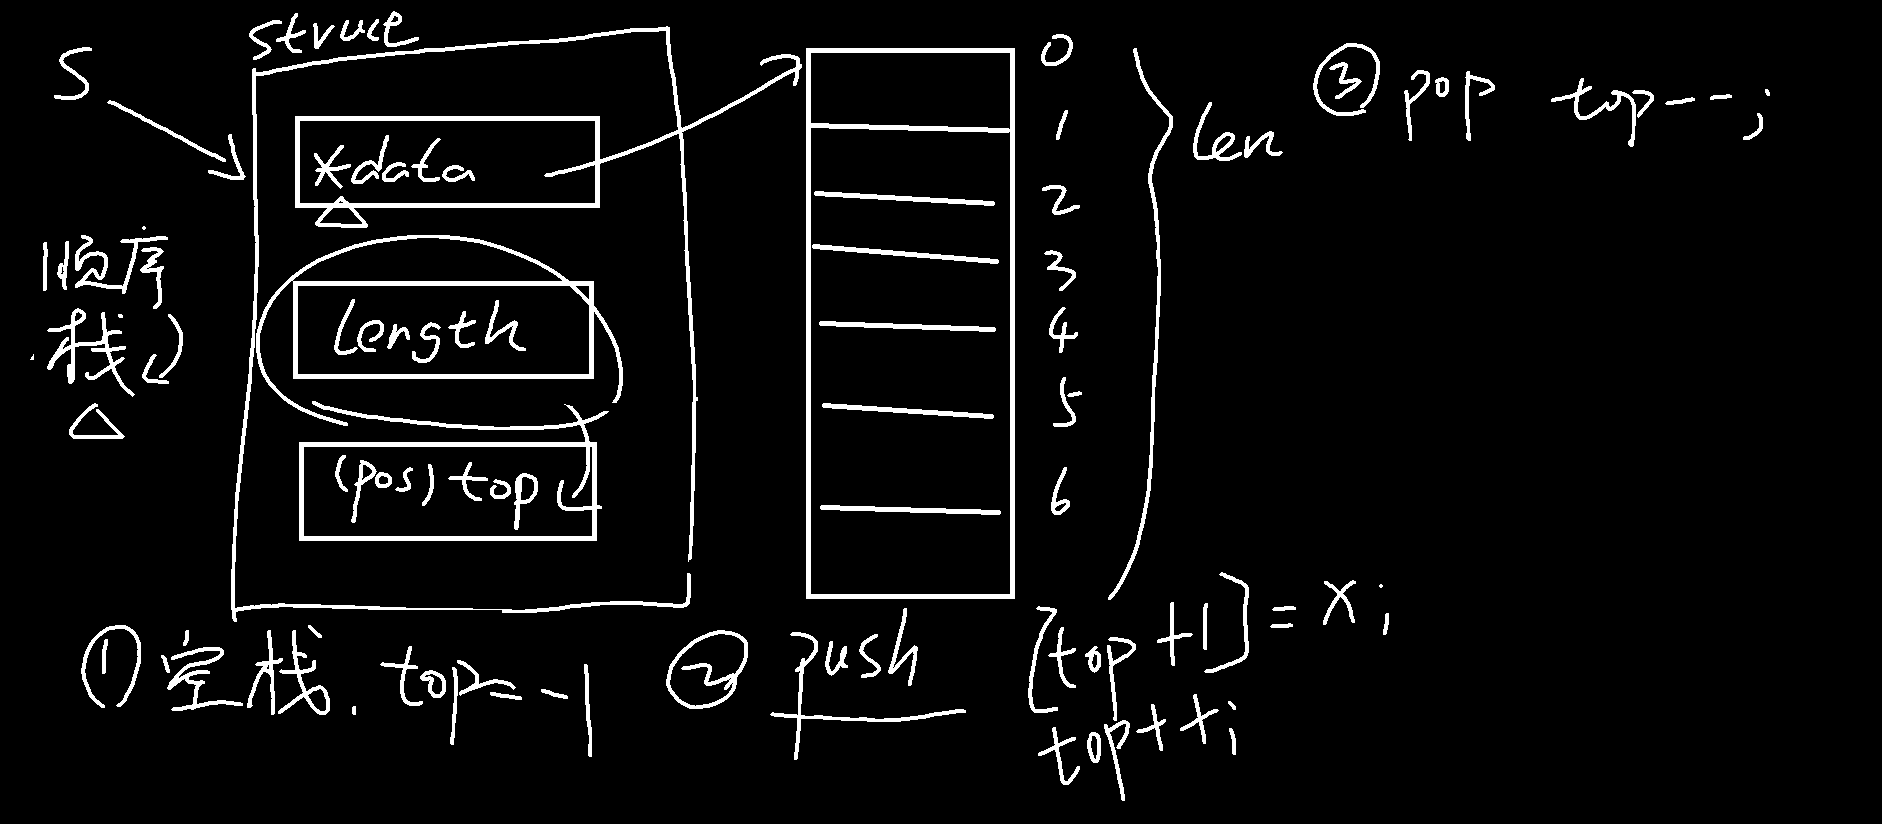 struct
S
*data
length
(pos) top
顺序
栈
0
1
2
3
4
5
6
len
③ pop top--;
① 空栈. top=-1
② push [top+1]=x;
top++;